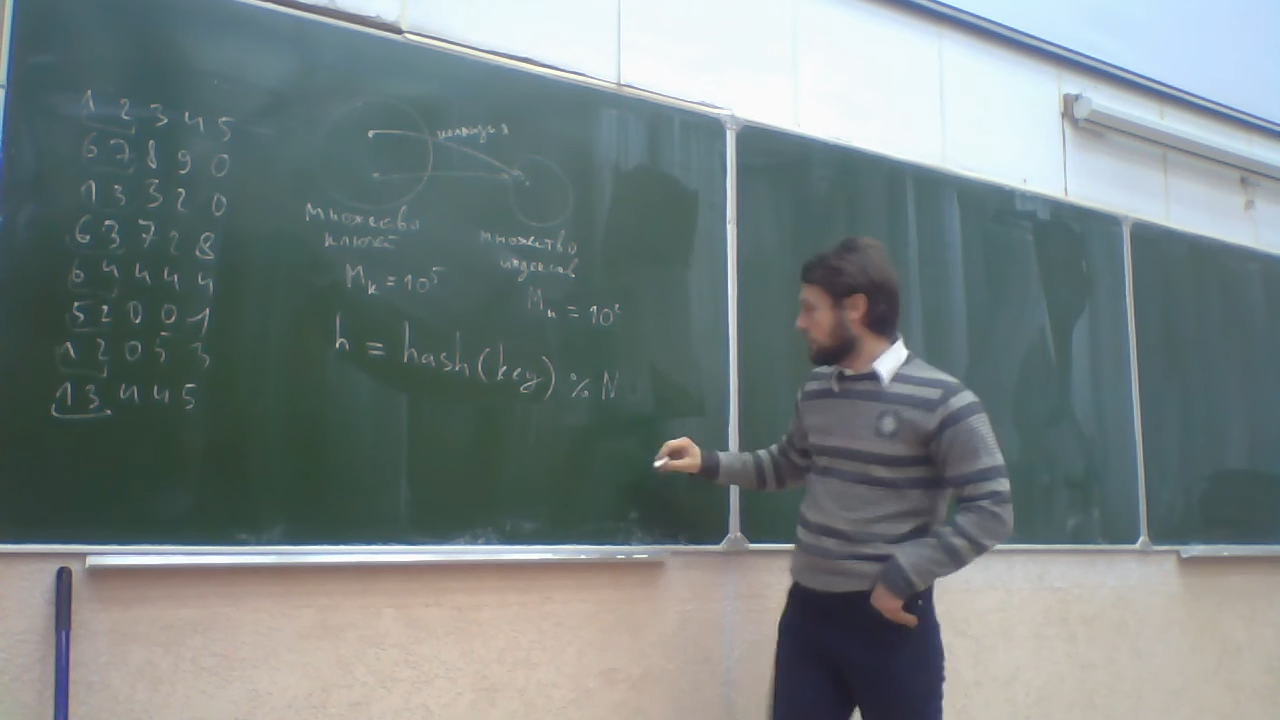 1 2 3 4 5
6 7 8 9 0
1 3 3 2 0
6 3 7 2 8
6 4 4 4 4
5 2 0 0 1
1 2 0 5 3
1 3 4 4 5
коллизия
множество
ключей
M_k = 10^5
множество
индексов
M_н = 10^2
h = hash(key) % N